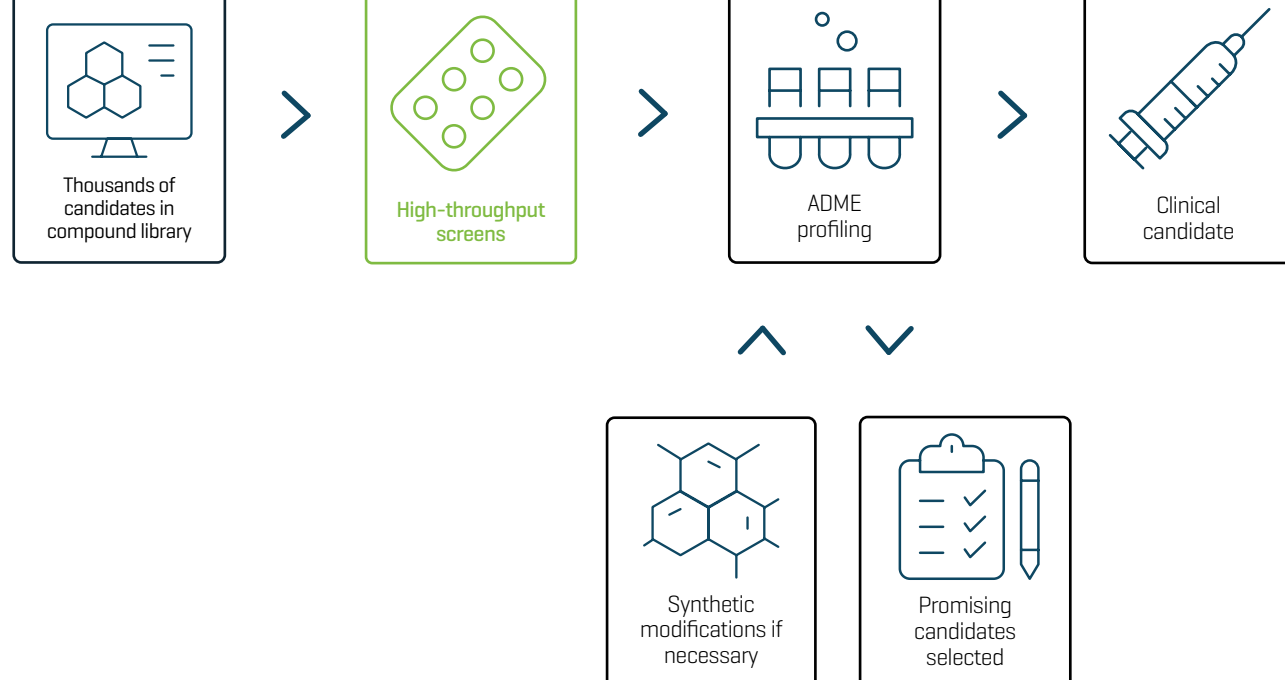 Thousands of
candidates in
compound library
High-throughput
screens
ADME
profiling
Clinical
candidate
Synthetic
modifications if
necessary
Promising
candidates
selected